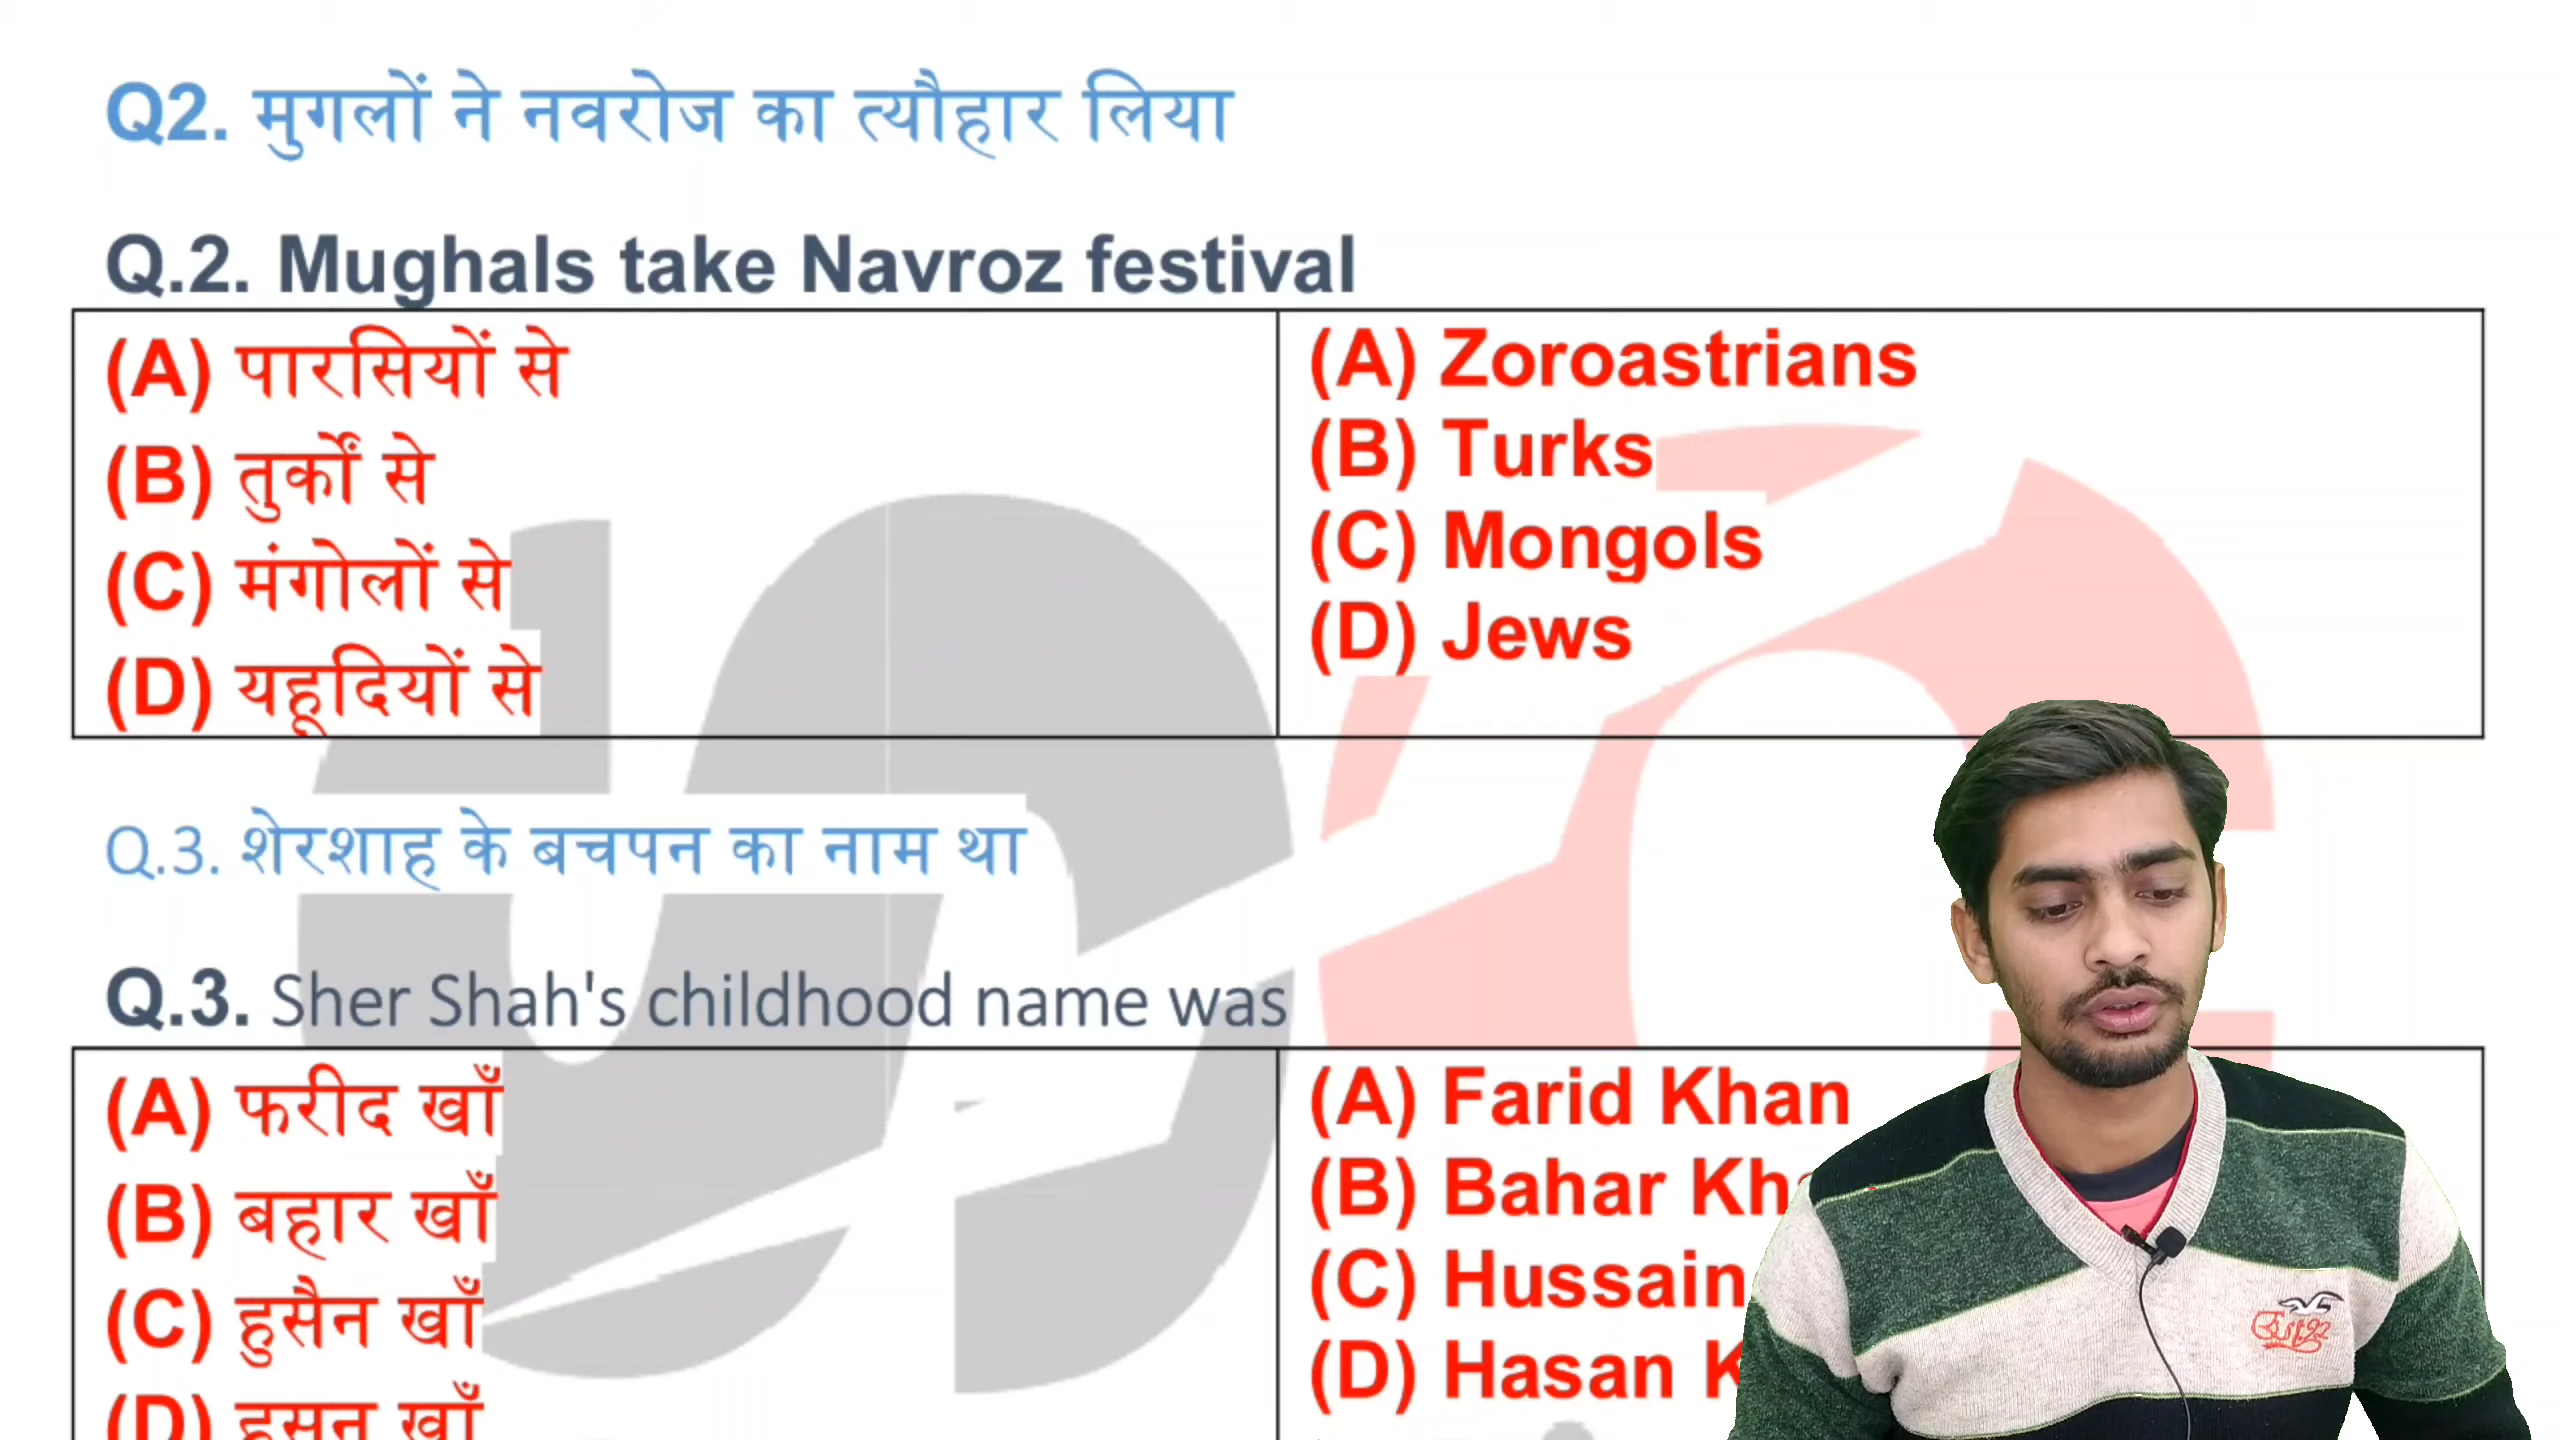 Q2. मुगलों ने नवरोज का त्यौहार लिया
Q.2. Mughals take Navroz festival
(A) पारसियों से
(B) तुर्कों से
(C) मंगोलों से
(D) यहूदियों से
(A) Zoroastrians
(B) Turks
(C) Mongols
(D) Jews
Q.3. शेरशाह के बचपन का नाम था
Q.3. Sher Shah's childhood name was
(A) फरीद खाँ
(B) बहार खाँ
(C) हुसैन खाँ
(D) हसन खाँ
(A) Farid Khan
(B) Bahar
(C) Hussain
(D) Hasan